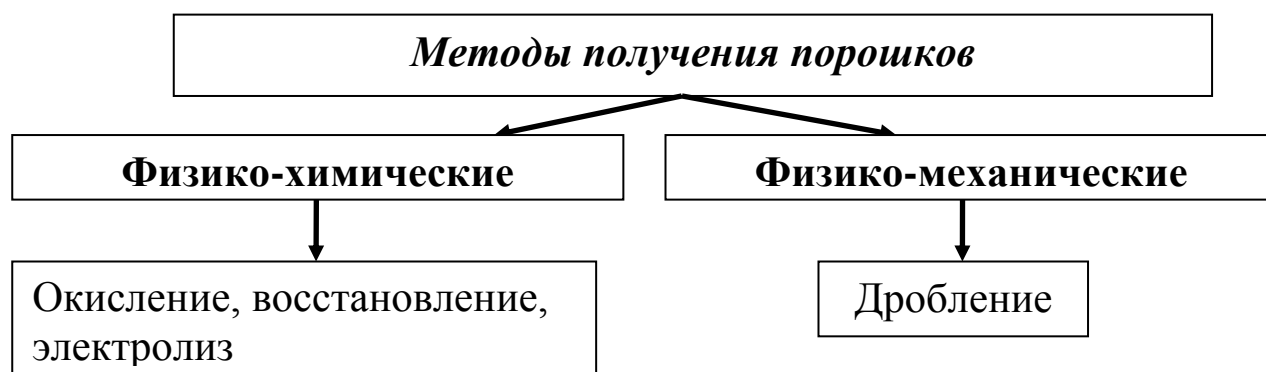 Методы получения порошков
Физико-химические
Физико-механические
Окисление, восстановление,
электролиз
Дробление